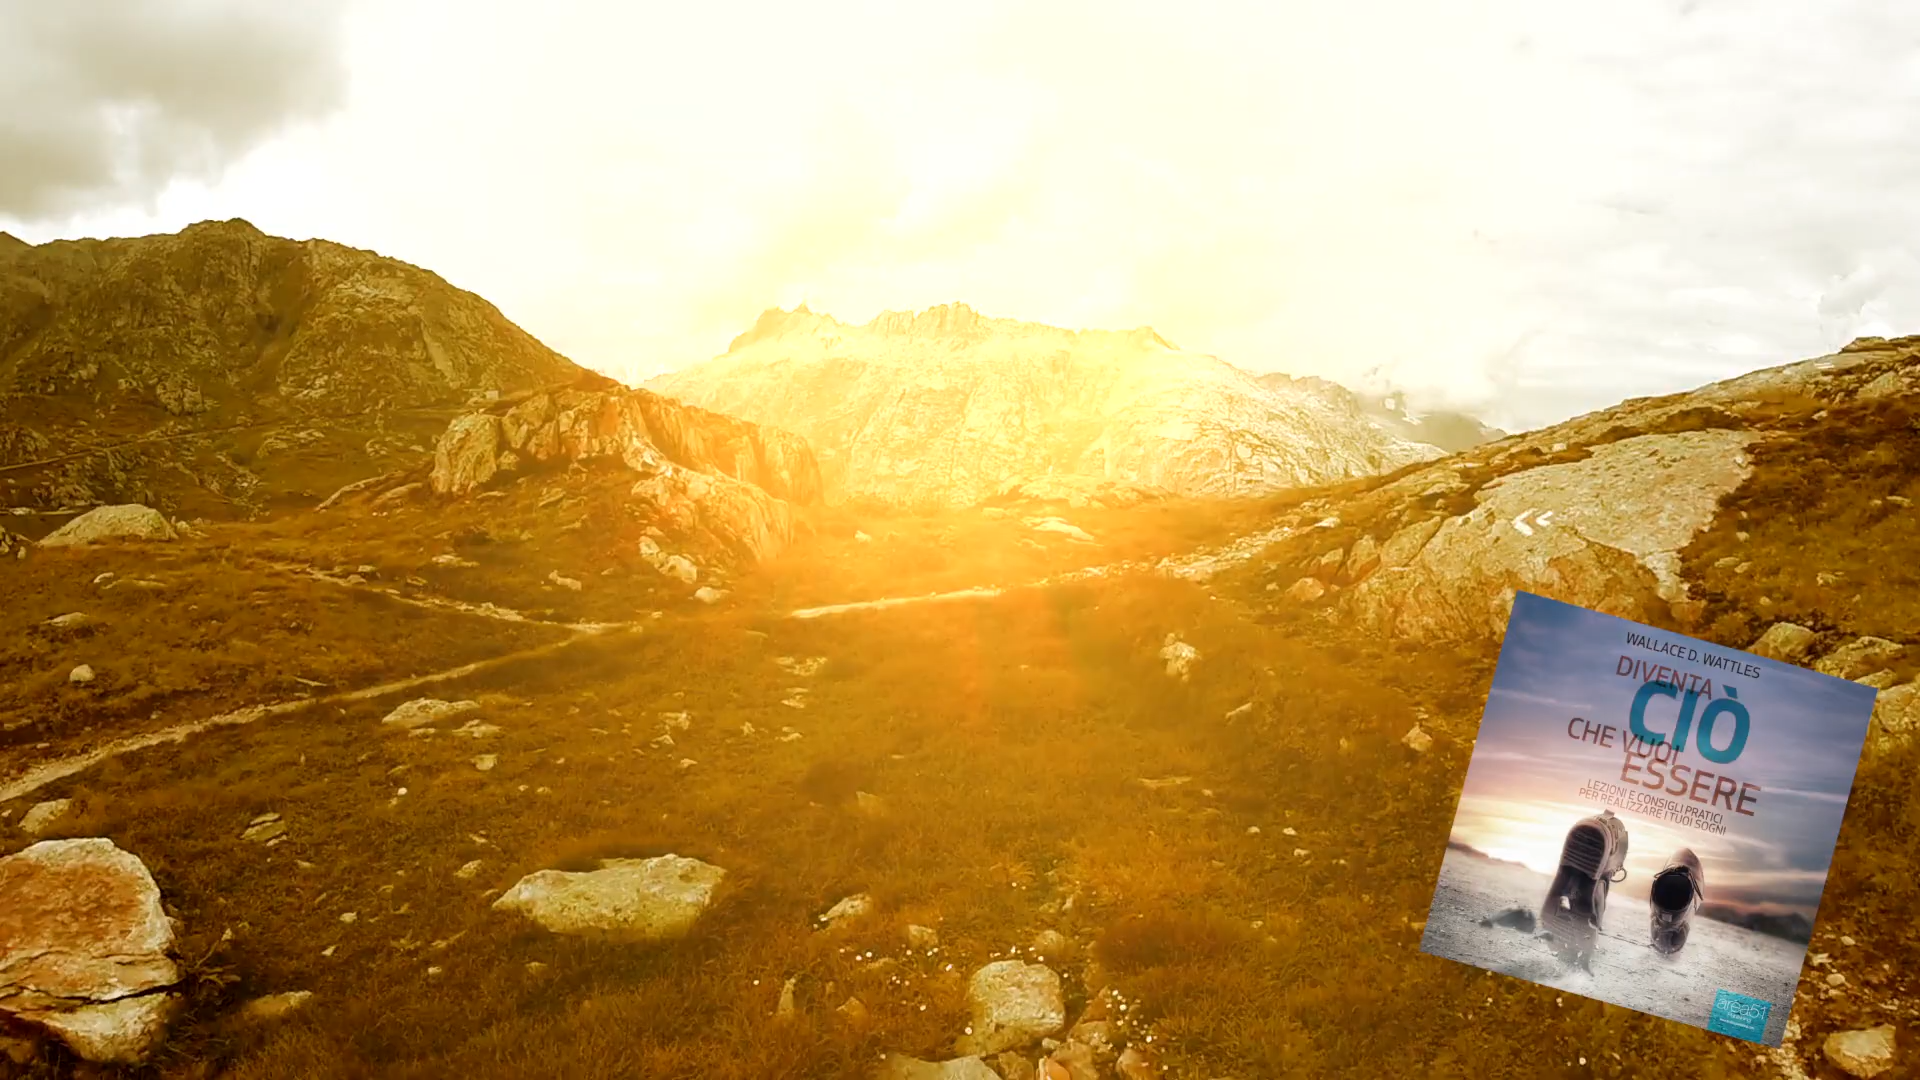 WALLACE D. WATTLES
DIVENTA
CIÒ
CHE VUOI
ESSERE
LEZIONI E CONSIGLI PRATICI
PER REALIZZARE I TUOI SOGNI
area51